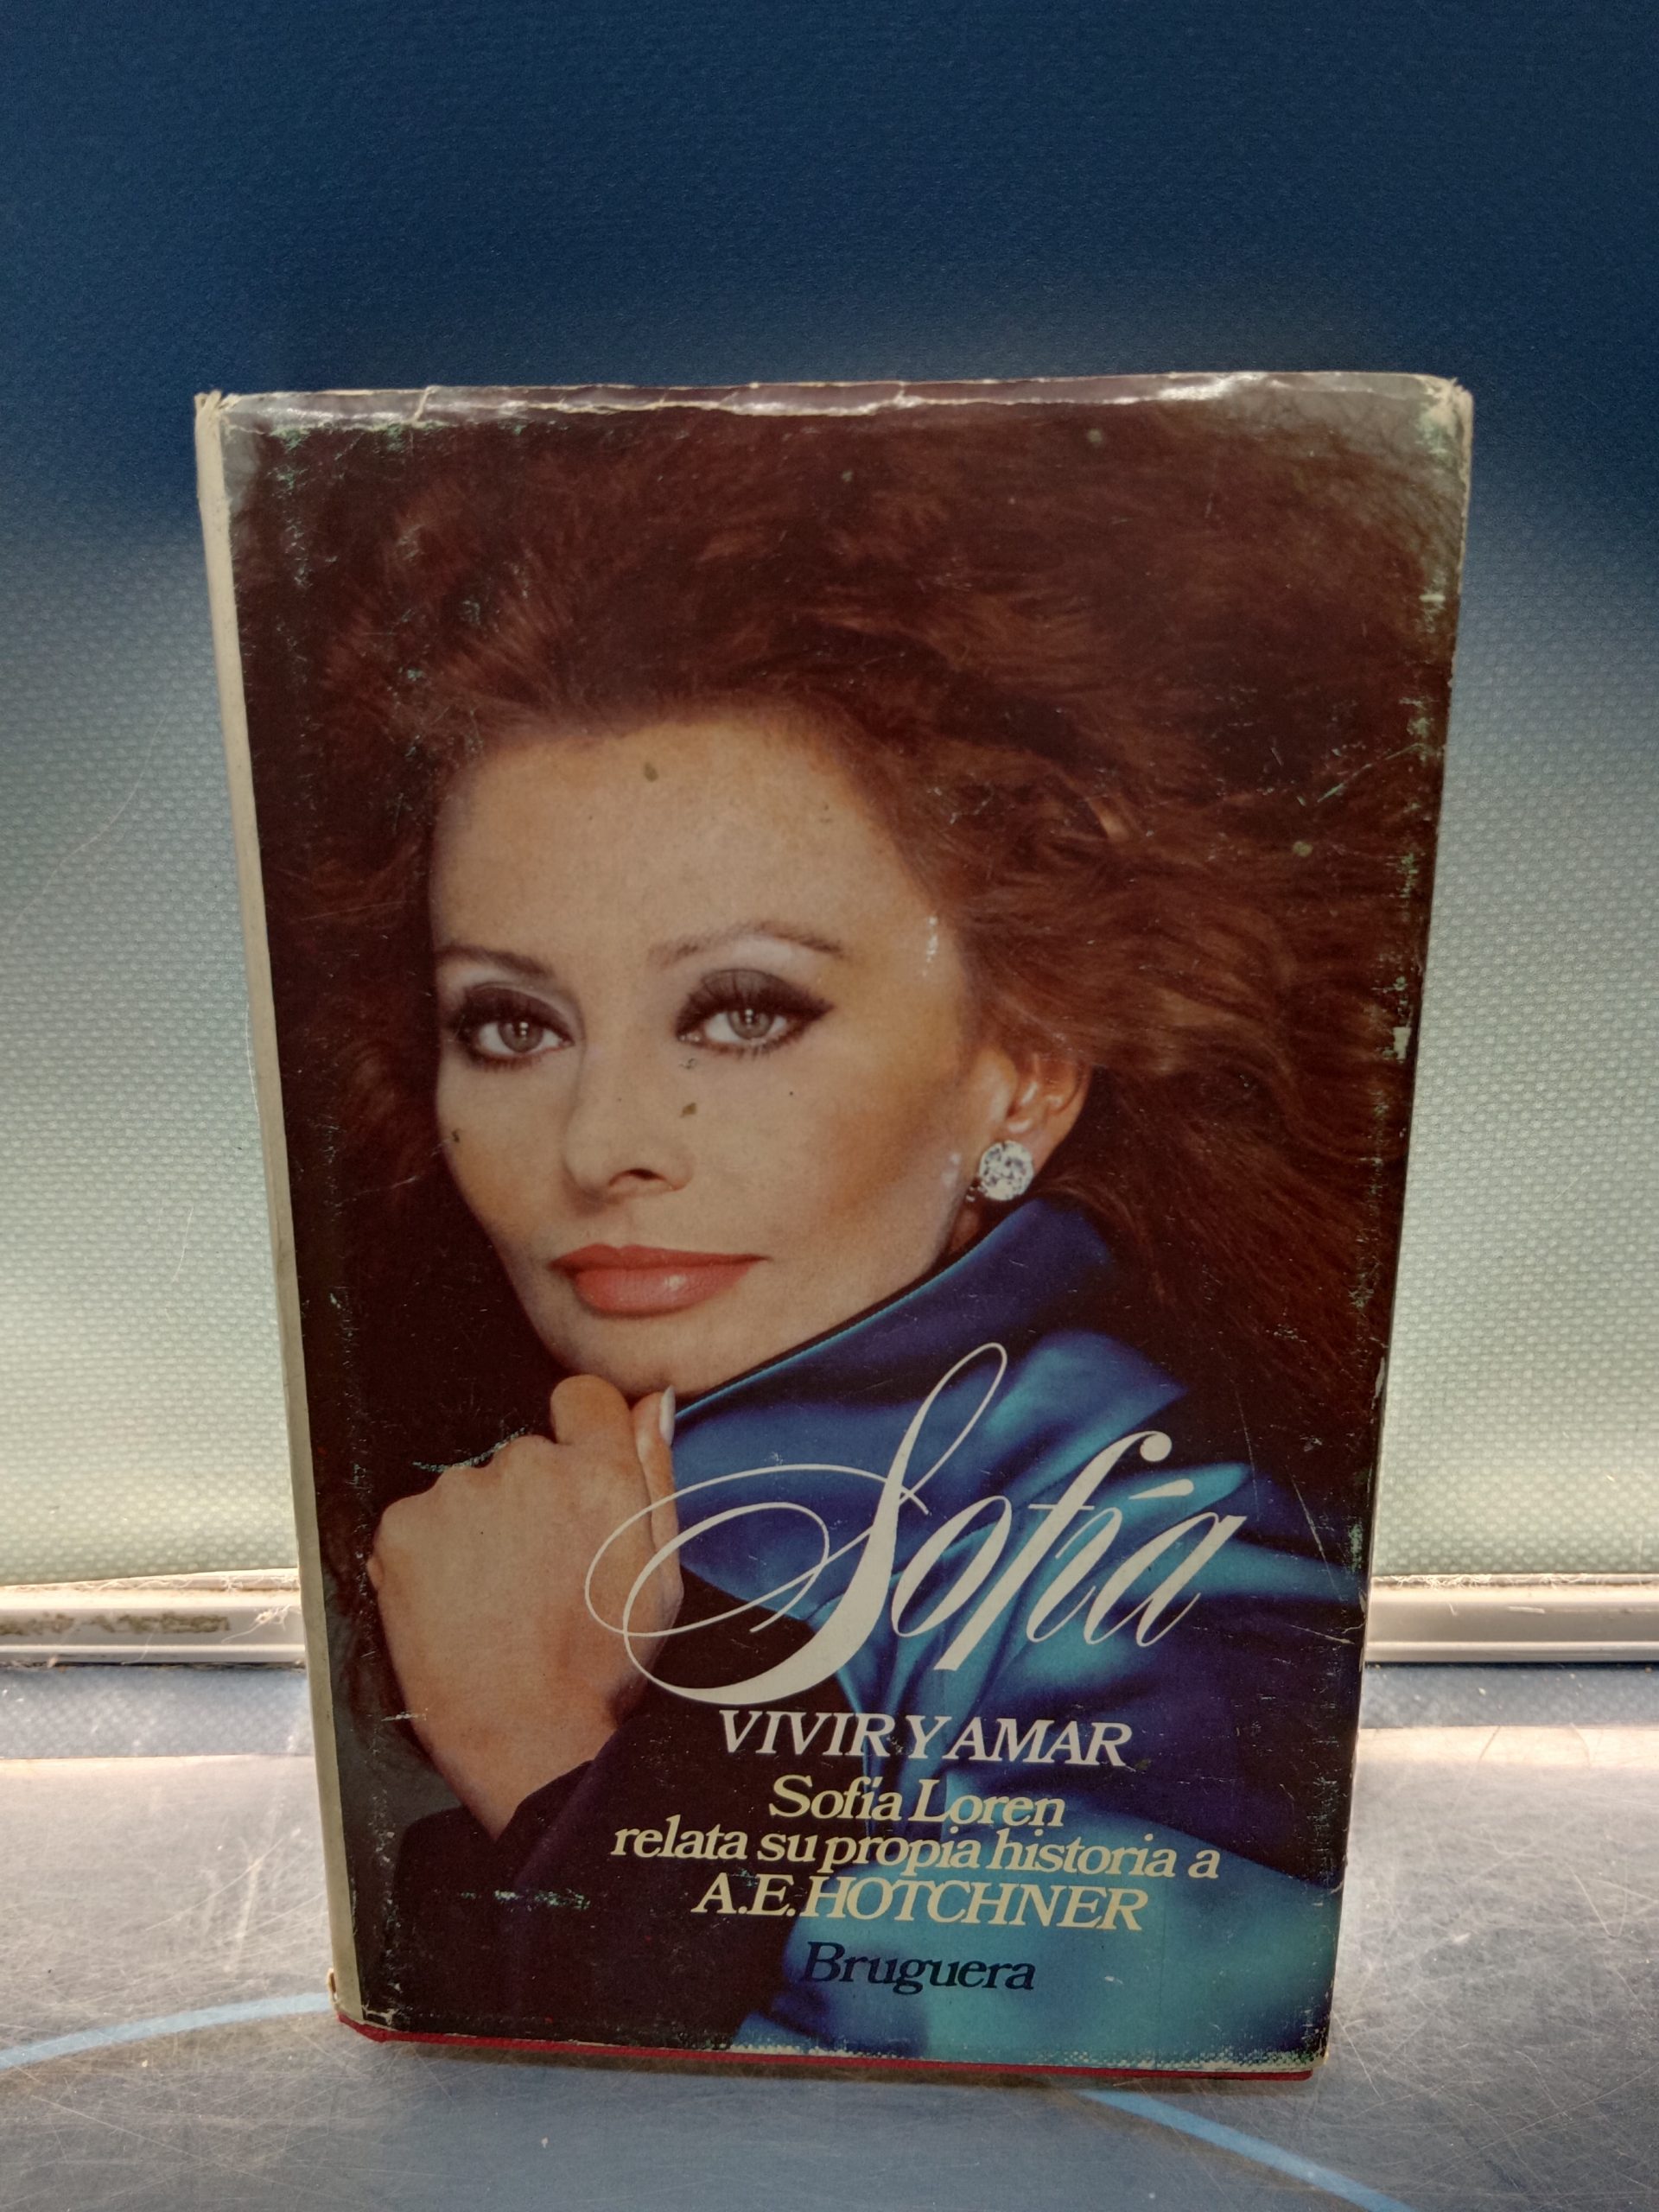 Sofía
VIVIR Y AMAR
Sofía Loren
relata su propia historia a
A.E.HOTCHNER
Bruguera